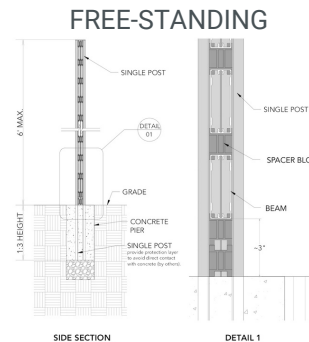 FREE-STANDING
SINGLE POST
6' MAX.
DETAIL
01
GRADE
1:3 HEIGHT
CONCRETE
PIER
SINGLE POST
provide protection layer
to avoid direct contact
with concrete (by others).
SIDE SECTION
SINGLE POST
SPACER BLO
BEAM
~3"
DETAIL 1